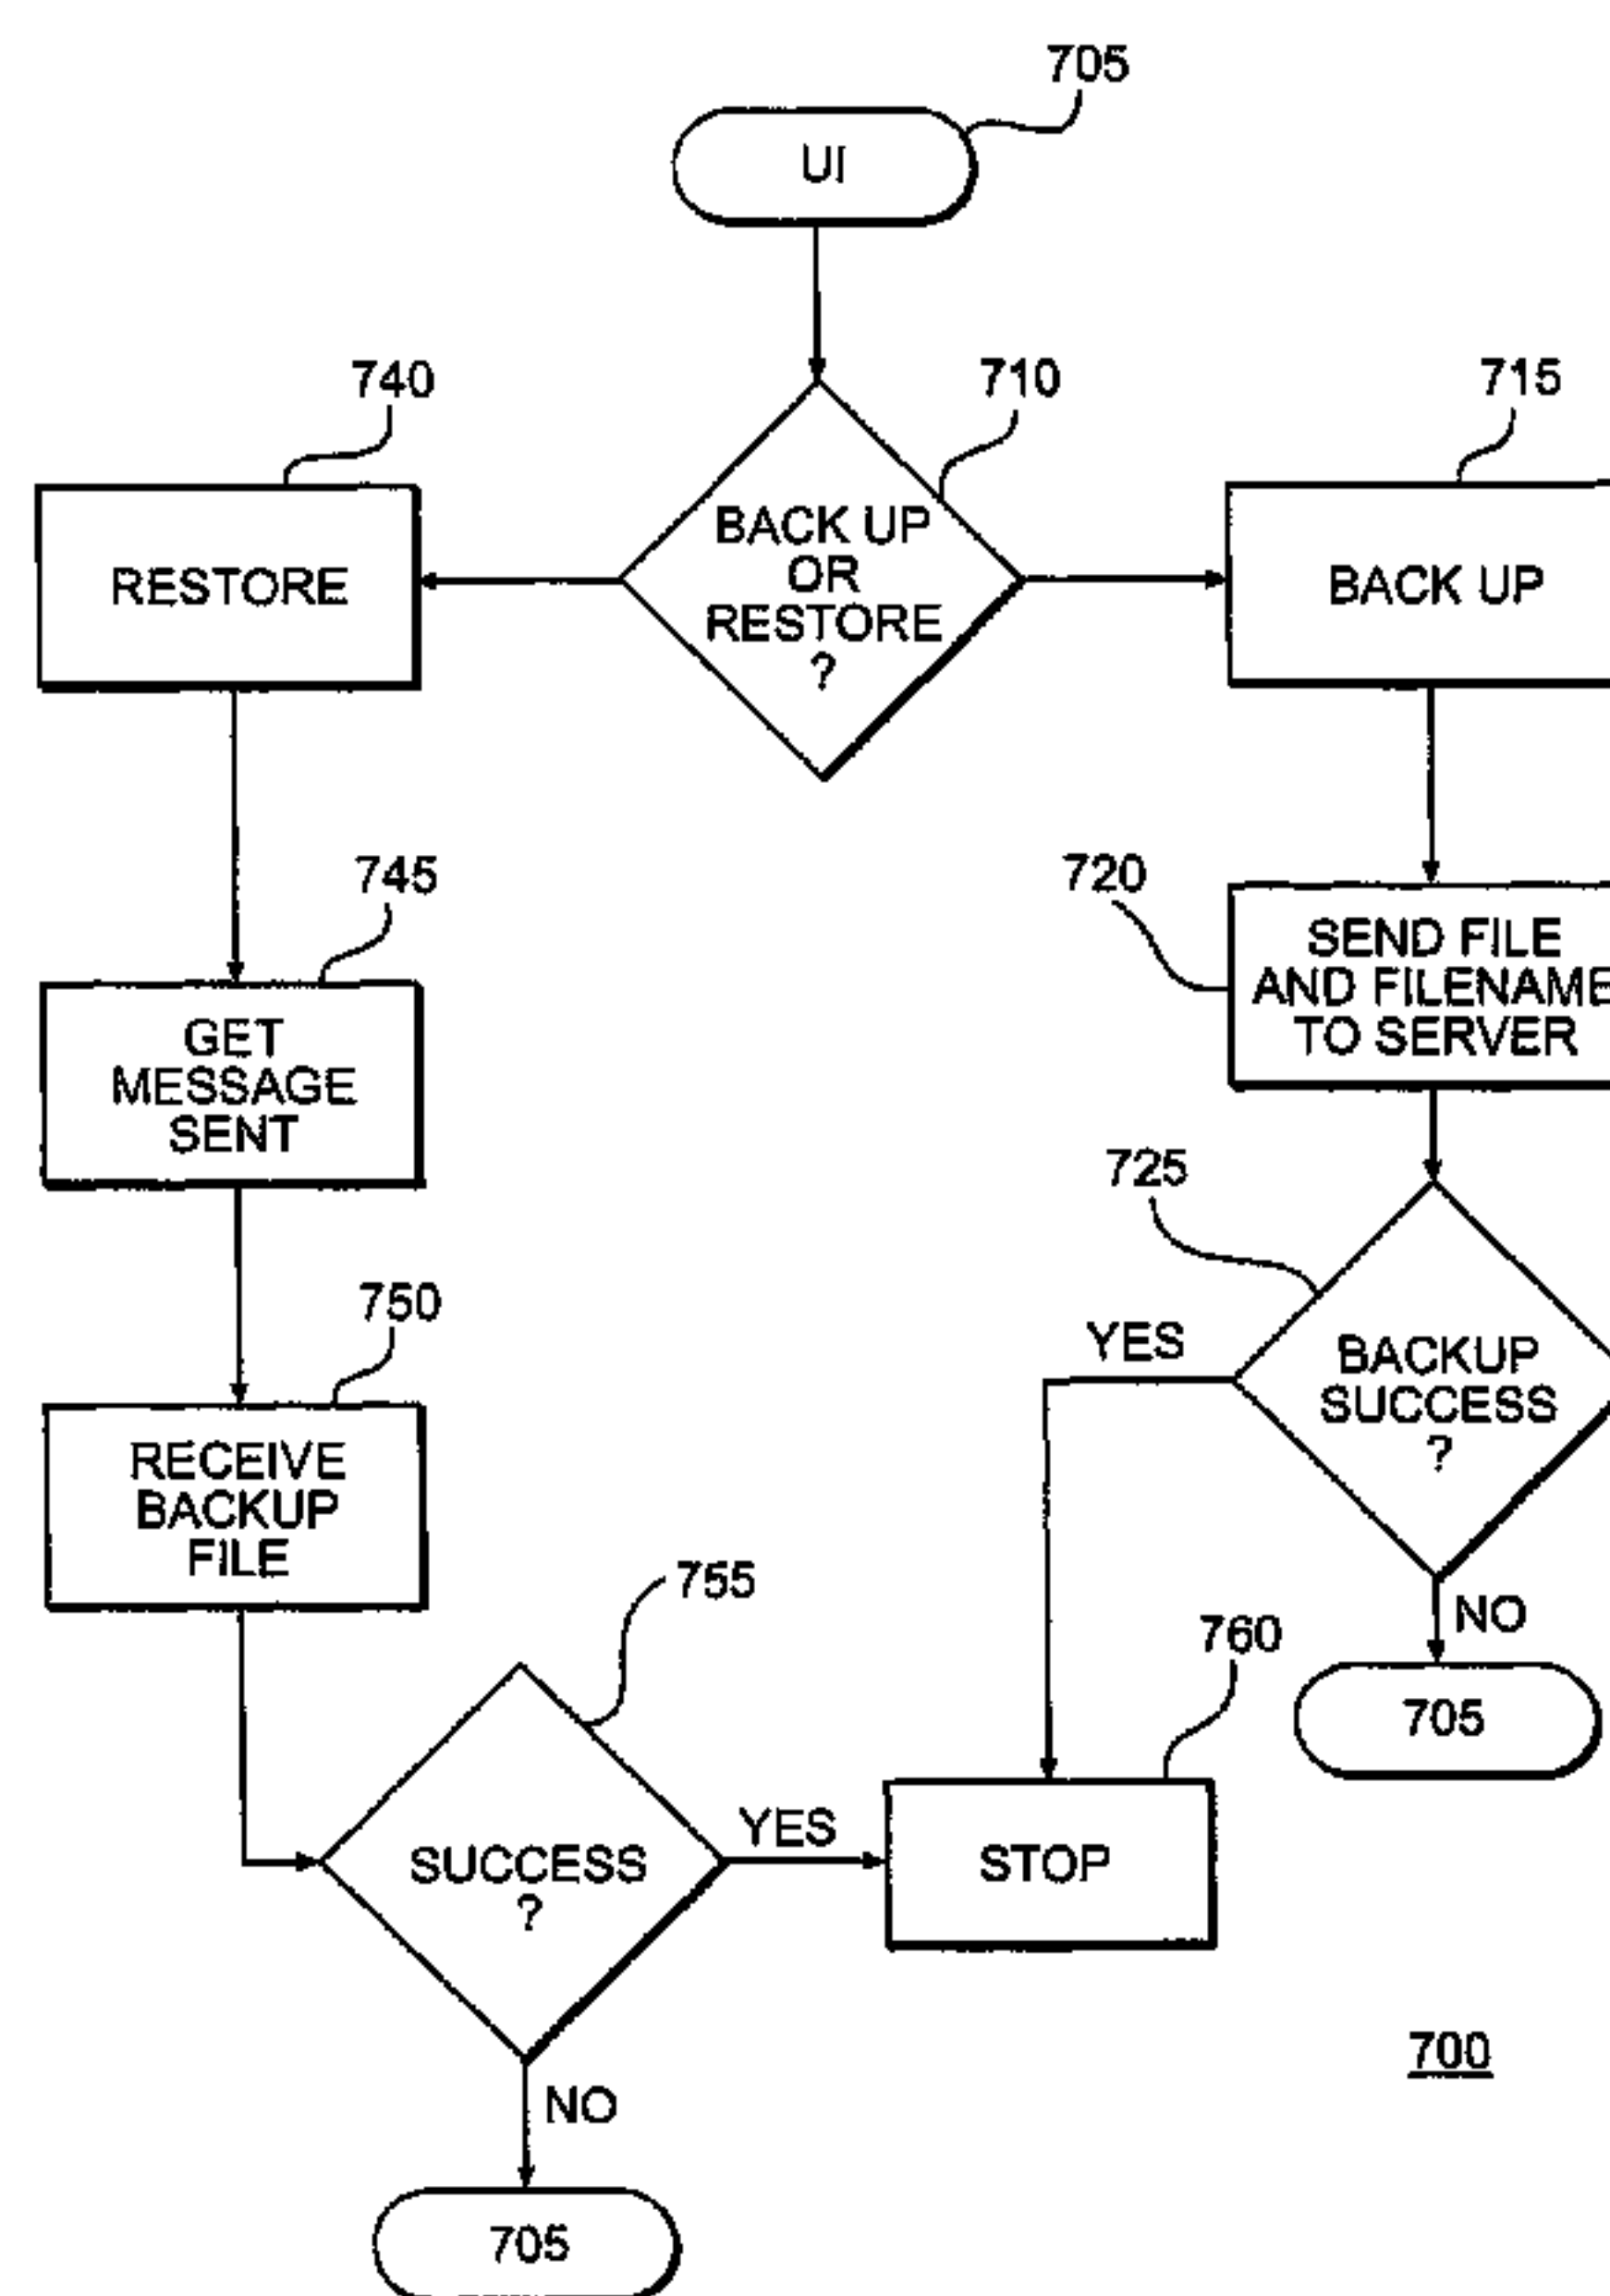 705
UI
740
710
715
RESTORE
BACK UP
OR
RESTORE
?
BACK UP
745
720
GET
MESSAGE
SENT
SEND FILE
AND FILENAME
TO SERVER
725
750
YES
BACKUP
SUCCESS
?
RECEIVE
BACKUP
FILE
755
NO
760
705
SUCCESS
?
YES
STOP
700
NO
705